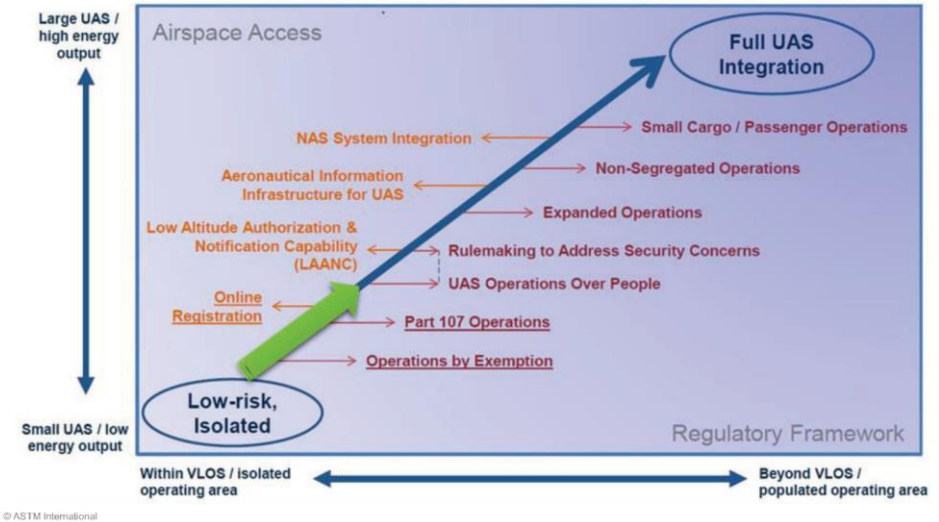 Large UAS /
high energy
output
Airspace Access
Full UAS
Integration
Small Cargo / Passenger Operations
NAS System Integration
Non-Segregated Operations
Aeronautical Information
Infrastructure for UAS
Expanded Operations
Low Altitude Authorization &
Notification Capability
(LAANC)
Rulemaking to Address Security Concerns
UAS Operations Over People
Online
Registration
Part 107 Operations
Operations by Exemption
Low-risk,
Isolated
Small UAS / low
energy output
Regulatory Framework
Within VLOS / isolated
operating area
Beyond VLOS /
populated operating area
© ASTM International